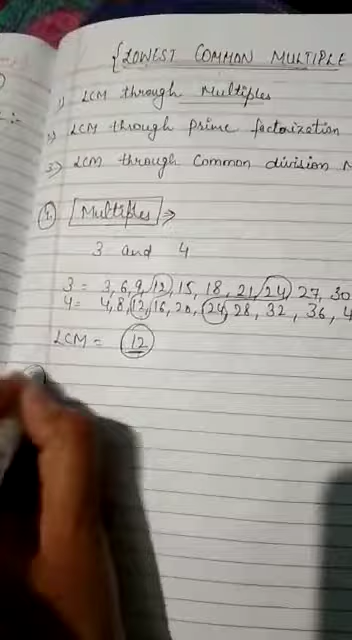 {LOWEST COMMON MULTIPLE
1) LCM through Multiples
2) LCM through prime factorization
3) LCM through Common division
1. Multiples ⇒
3 and 4
3 = 3, 6, 9, 12, 15, 18, 21, 24, 27, 30
4 = 4, 8, 12, 16, 20, 24, 28, 32, 36, 4
LCM = 12